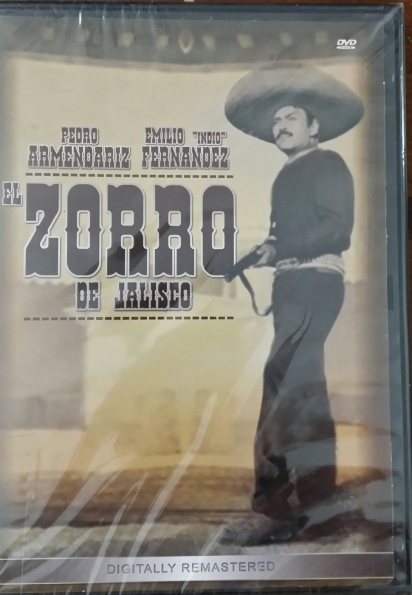 DVD
PEDRO EMILIO "INDIO"
ARMENDARIZ FERNANDEZ
EL ZORRO
DE JALISCO
DIGITALLY REMASTERED